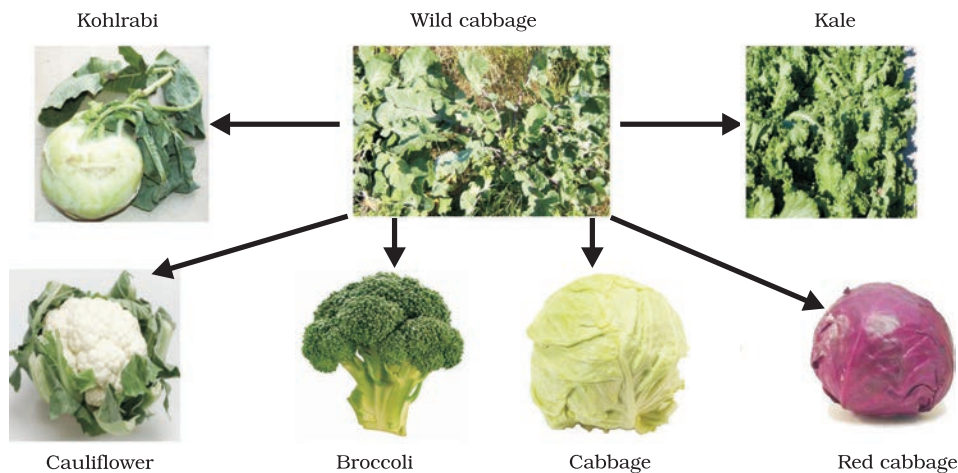 Kohlrabi
Wild cabbage
Kale
Cauliflower
Broccoli
Cabbage
Red cabbage